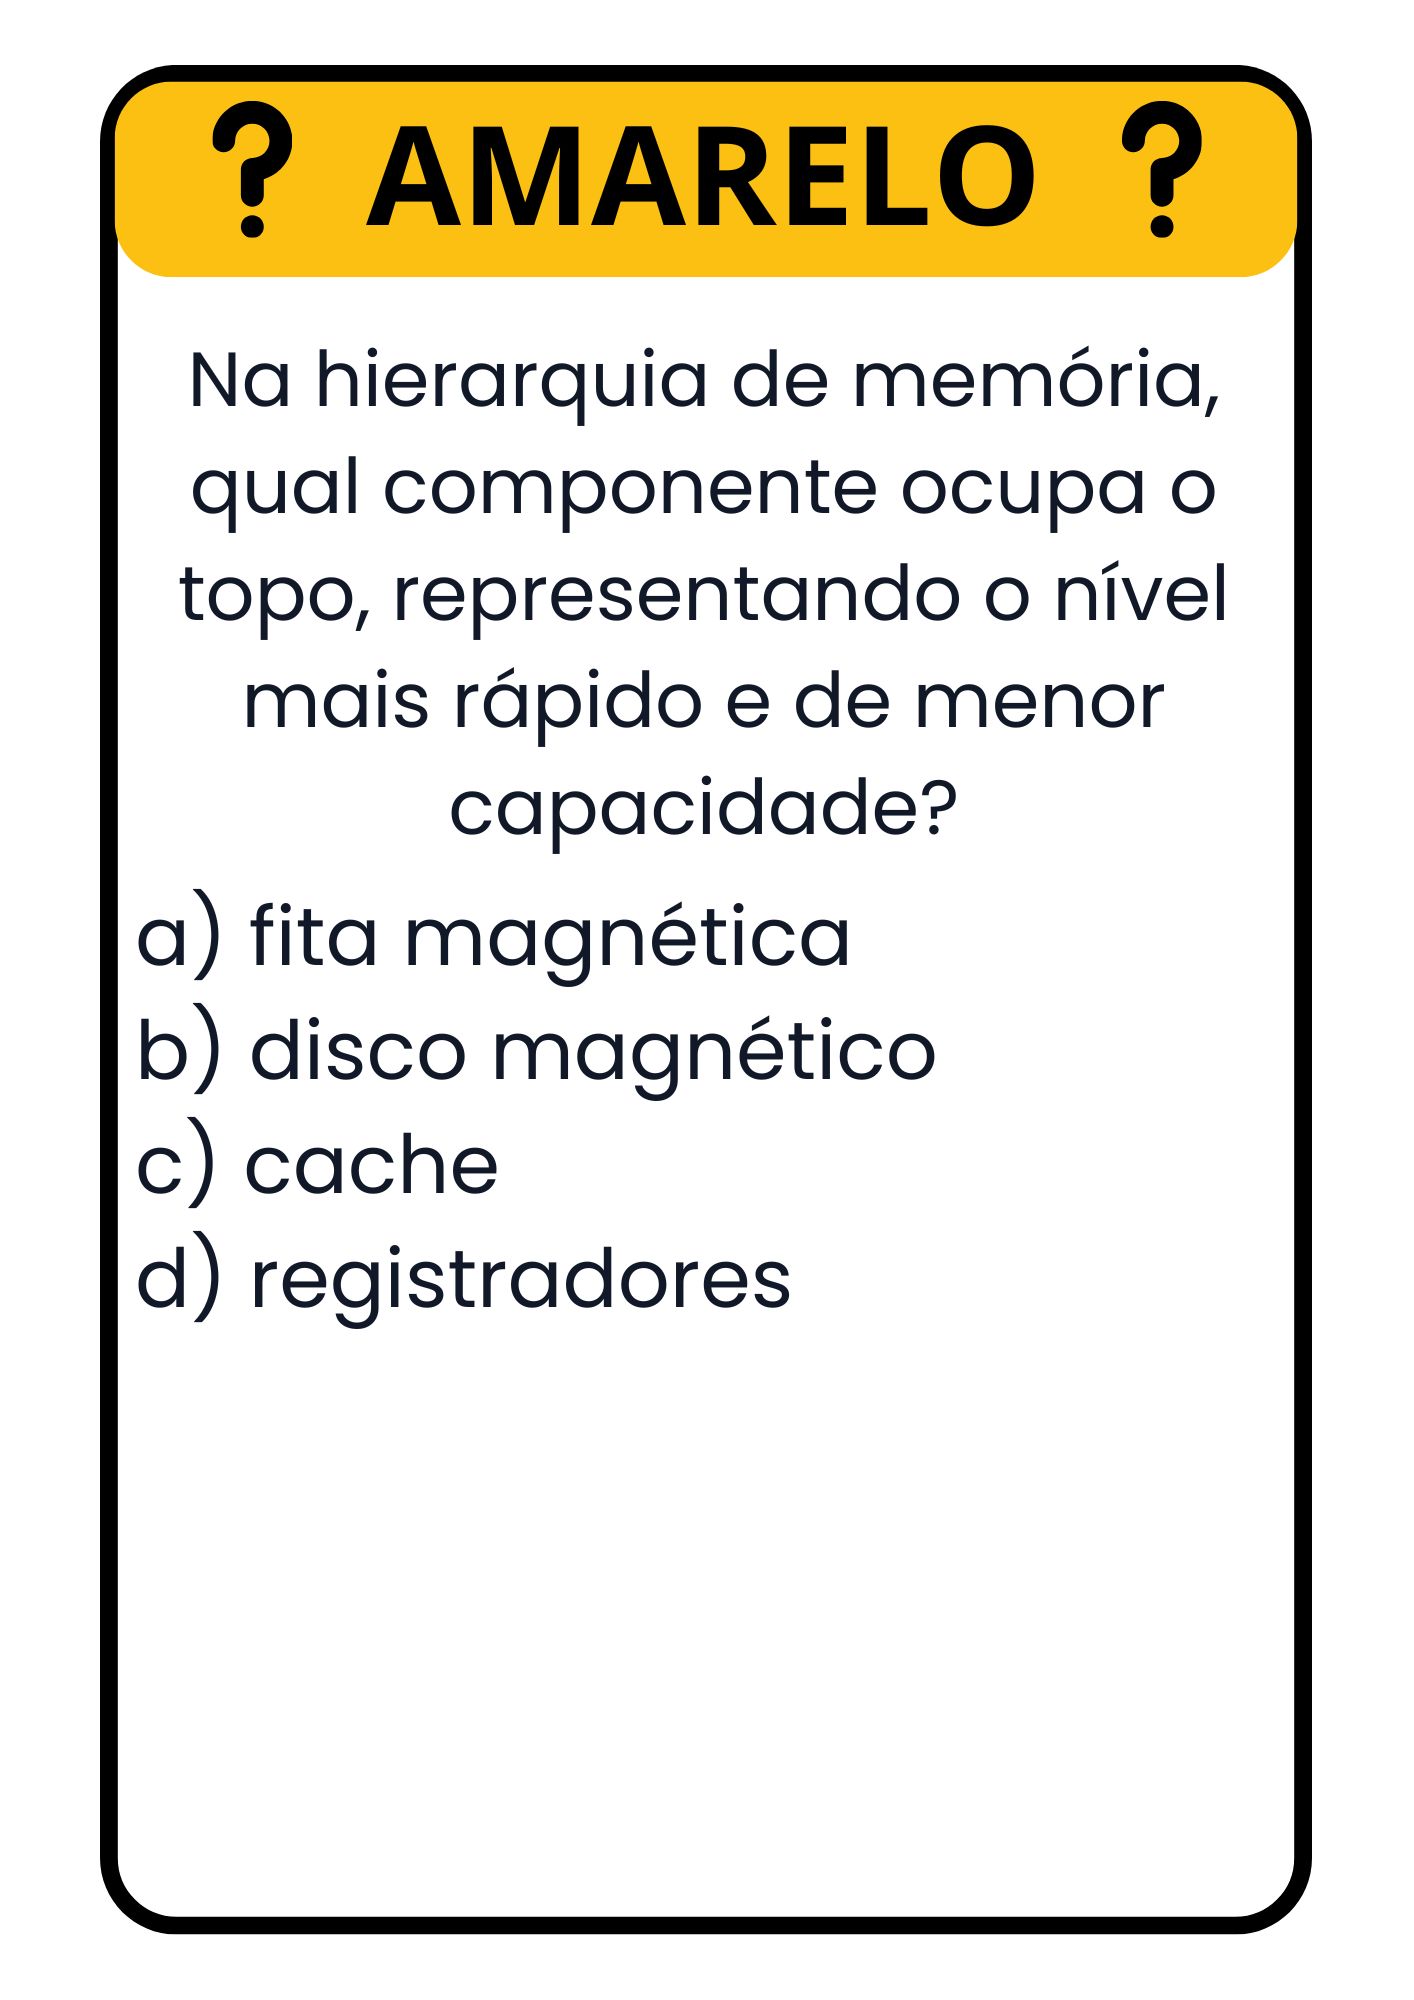 ? AMARELO ?
Na hierarquia de memória,
qual componente ocupa o
topo, representando o nível
mais rápido e de menor
capacidade?
a) fita magnética
b) disco magnético
c) cache
d) registradores